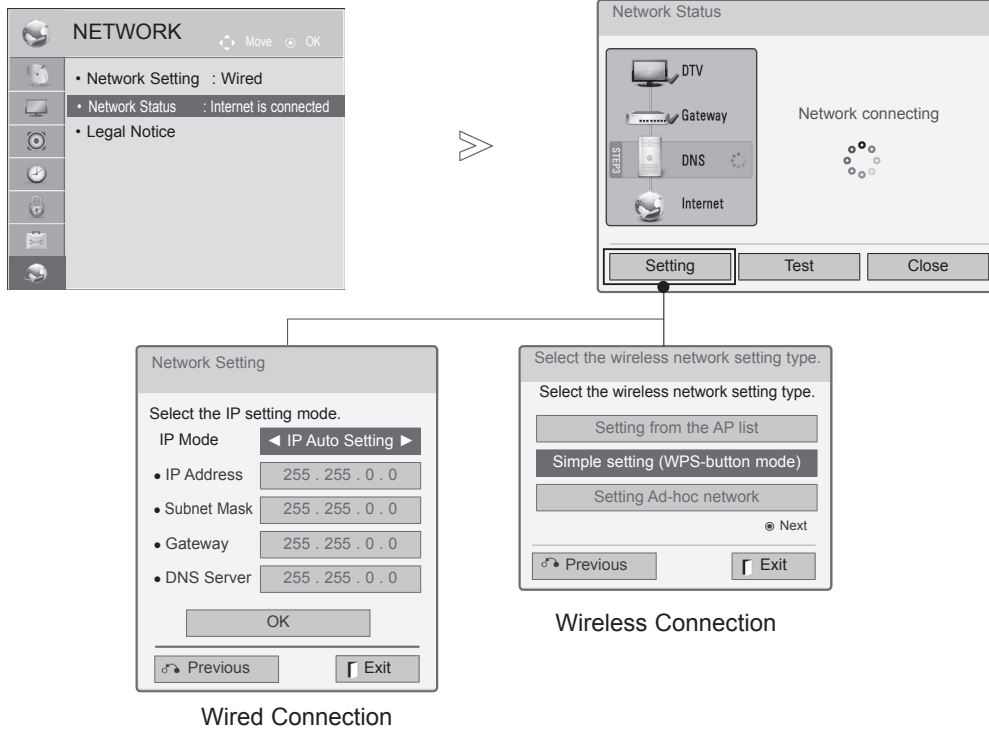 NETWORK
Move ⊙ OK
• Network Setting : Wired
• Network Status : Internet is connected
• Legal Notice
Network Status
DTV
Gateway
STEP3
DNS
Internet
Network connecting
Setting
Test
Close
Network Setting
Select the IP setting mode.
IP Mode ◄ IP Auto Setting ►
• IP Address 255 . 255 . 0 . 0
• Subnet Mask 255 . 255 . 0 . 0
• Gateway 255 . 255 . 0 . 0
• DNS Server 255 . 255 . 0 . 0
OK
Previous
Exit
Wired Connection
Select the wireless network setting type.
Select the wireless network setting type.
Setting from the AP list
Simple setting (WPS-button mode)
Setting Ad-hoc network
⊙ Next
Previous
Exit
Wireless Connection